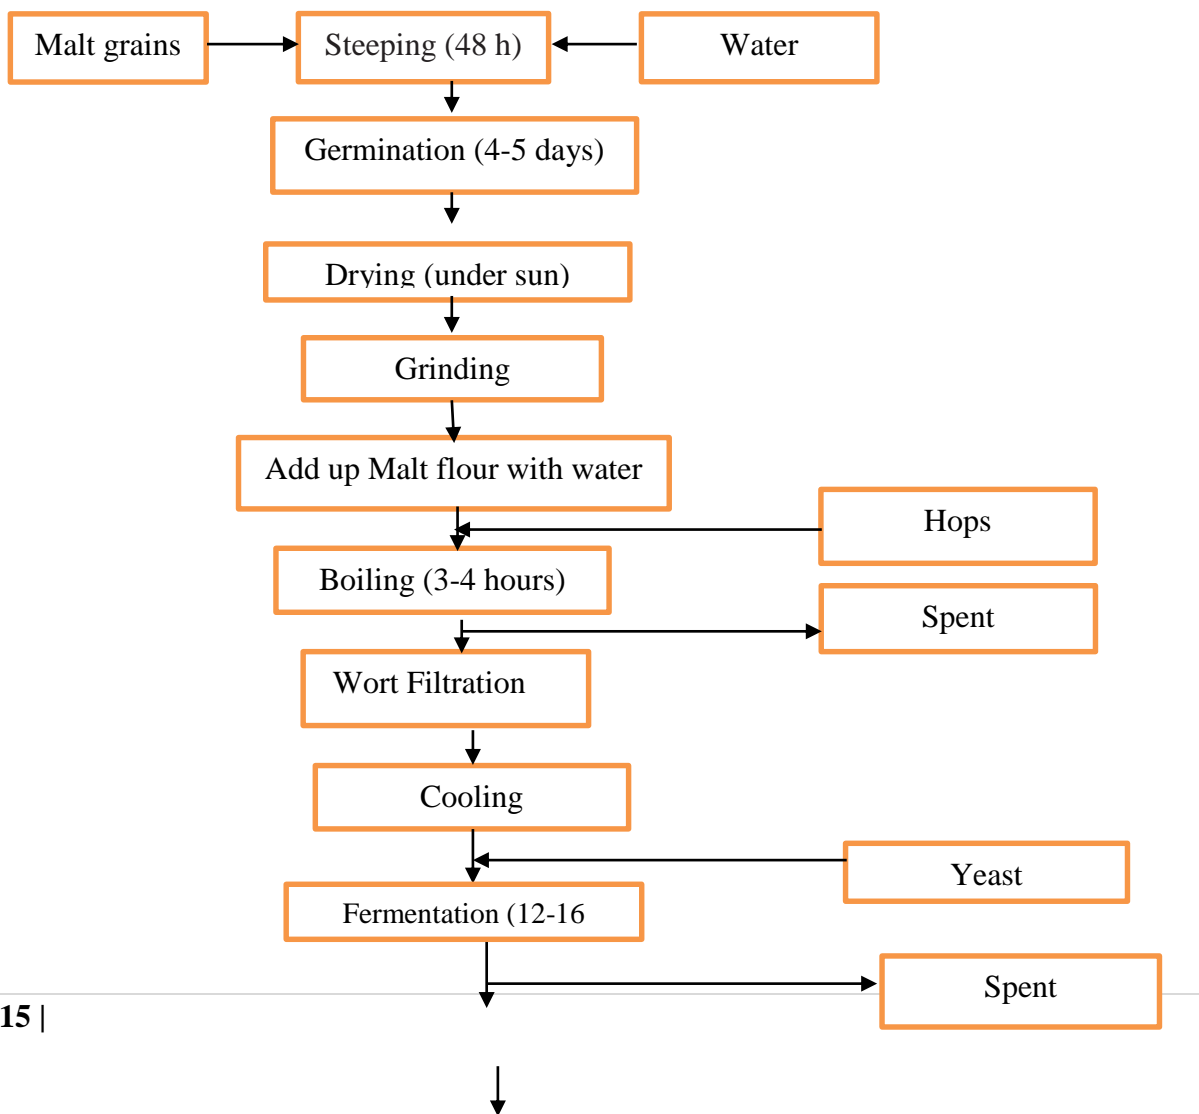 Malt grains
Steeping (48 h)
Water
Germination (4-5 days)
Drying (under sun)
Grinding
Add up Malt flour with water
Hops
Boiling (3-4 hours)
Spent
Wort Filtration
Cooling
Yeast
Fermentation (12-16
Spent
15 |